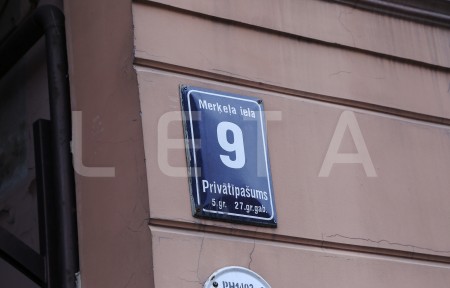 Merķeļa iela
9
Privātīpašums
5.gr. 27.gr.gab.
LETA